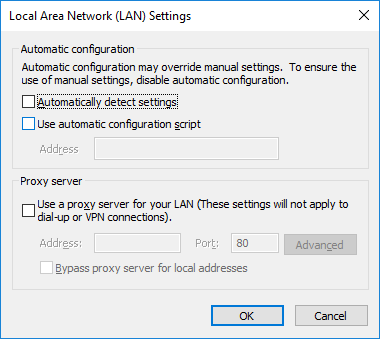 Local Area Network (LAN) Settings
Automatic configuration
Automatic configuration may override manual settings. To ensure the
use of manual settings, disable automatic configuration.
Automatically detect settings
Use automatic configuration script
Address
Proxy server
Use a proxy server for your LAN (These settings will not apply to
dial-up or VPN connections).
Address: Port: 80 Advanced
Bypass proxy server for local addresses
OK Cancel